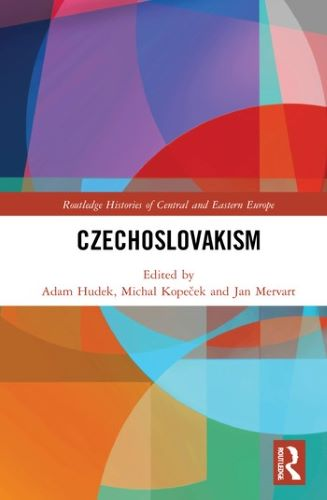 Routledge Histories of Central and Eastern Europe
CZECHOSLOVAKISM
Edited by
Adam Hudek, Michal Kopeček and Jan Mervart
R
ROUTLEDGE